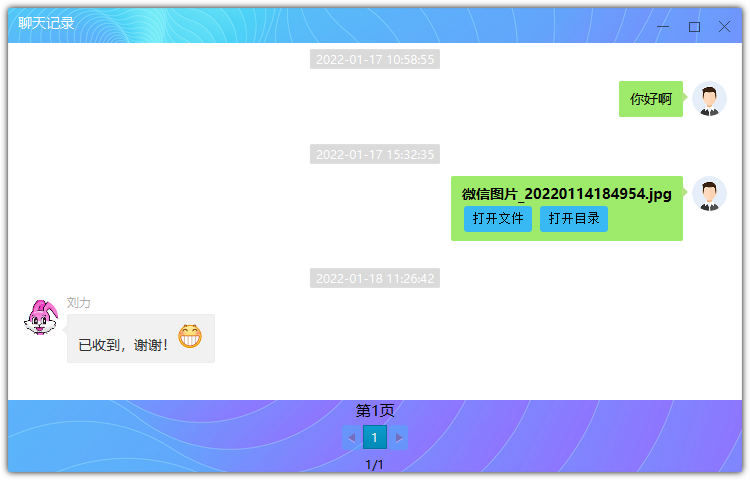 聊天记录
2022-01-17 10:58:55
你好啊
2022-01-17 15:32:35
微信图片_20220114184954.jpg
打开文件 打开目录
2022-01-18 11:26:42
刘力
已收到，谢谢！
第1页
1
1/1